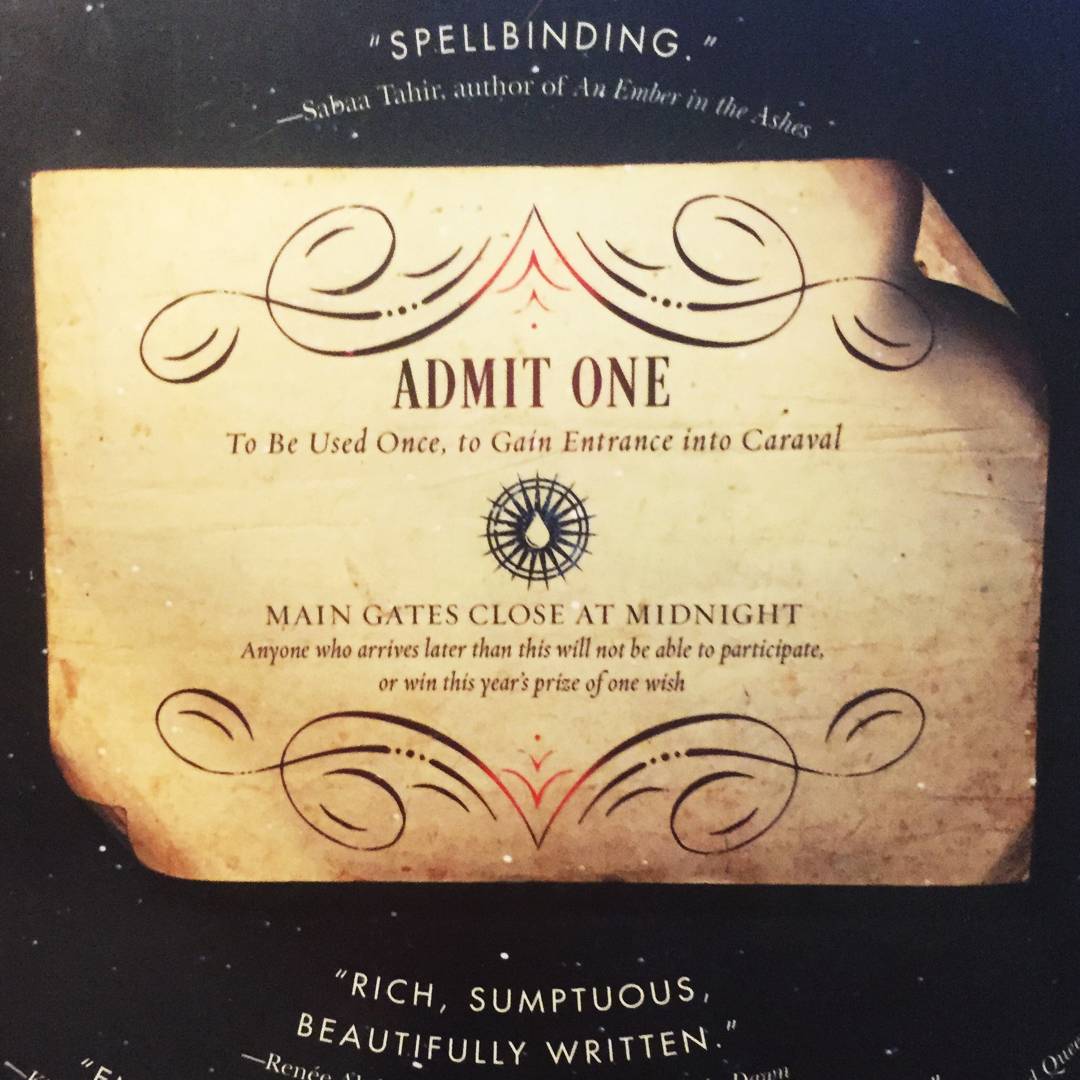 "SPELLBINDING."
—Sabaa Tahir, author of An Ember in the Ashes
ADMIT ONE
To Be Used Once, to Gain Entrance into Caraval
MAIN GATES CLOSE AT MIDNIGHT
Anyone who arrives later than this will not be able to participate,
or win this year's prize of one wish
"RICH, SUMPTUOUS,
BEAUTIFULLY WRITTEN."
—Renée
Dawn